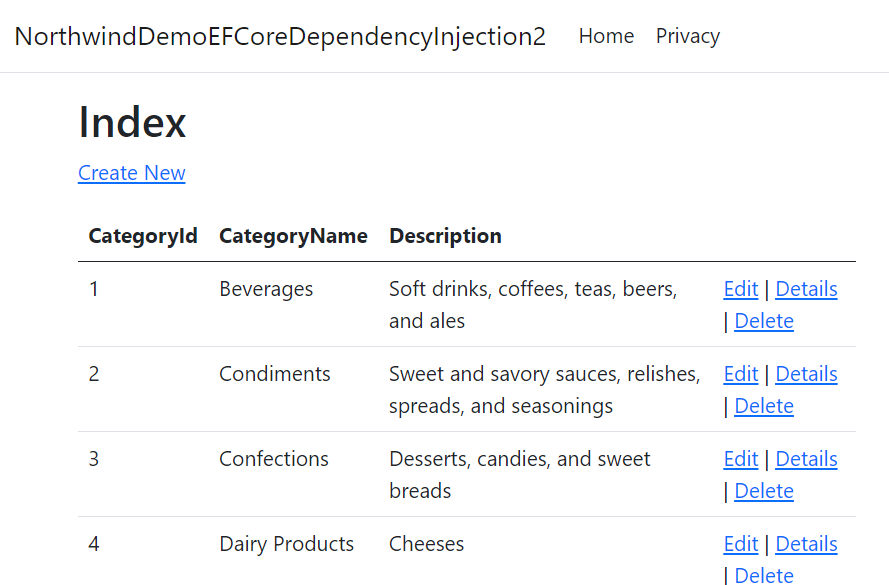 NorthwindDemoEFCoreDependencyInjection2 Home Privacy
Index
Create New
CategoryId CategoryName Description
1 Beverages Soft drinks, coffees, teas, beers, Edit | Details
and ales | Delete
2 Condiments Sweet and savory sauces, relishes, Edit | Details
spreads, and seasonings | Delete
3 Confections Desserts, candies, and sweet Edit | Details
breads | Delete
4 Dairy Products Cheeses Edit | Details
| Delete